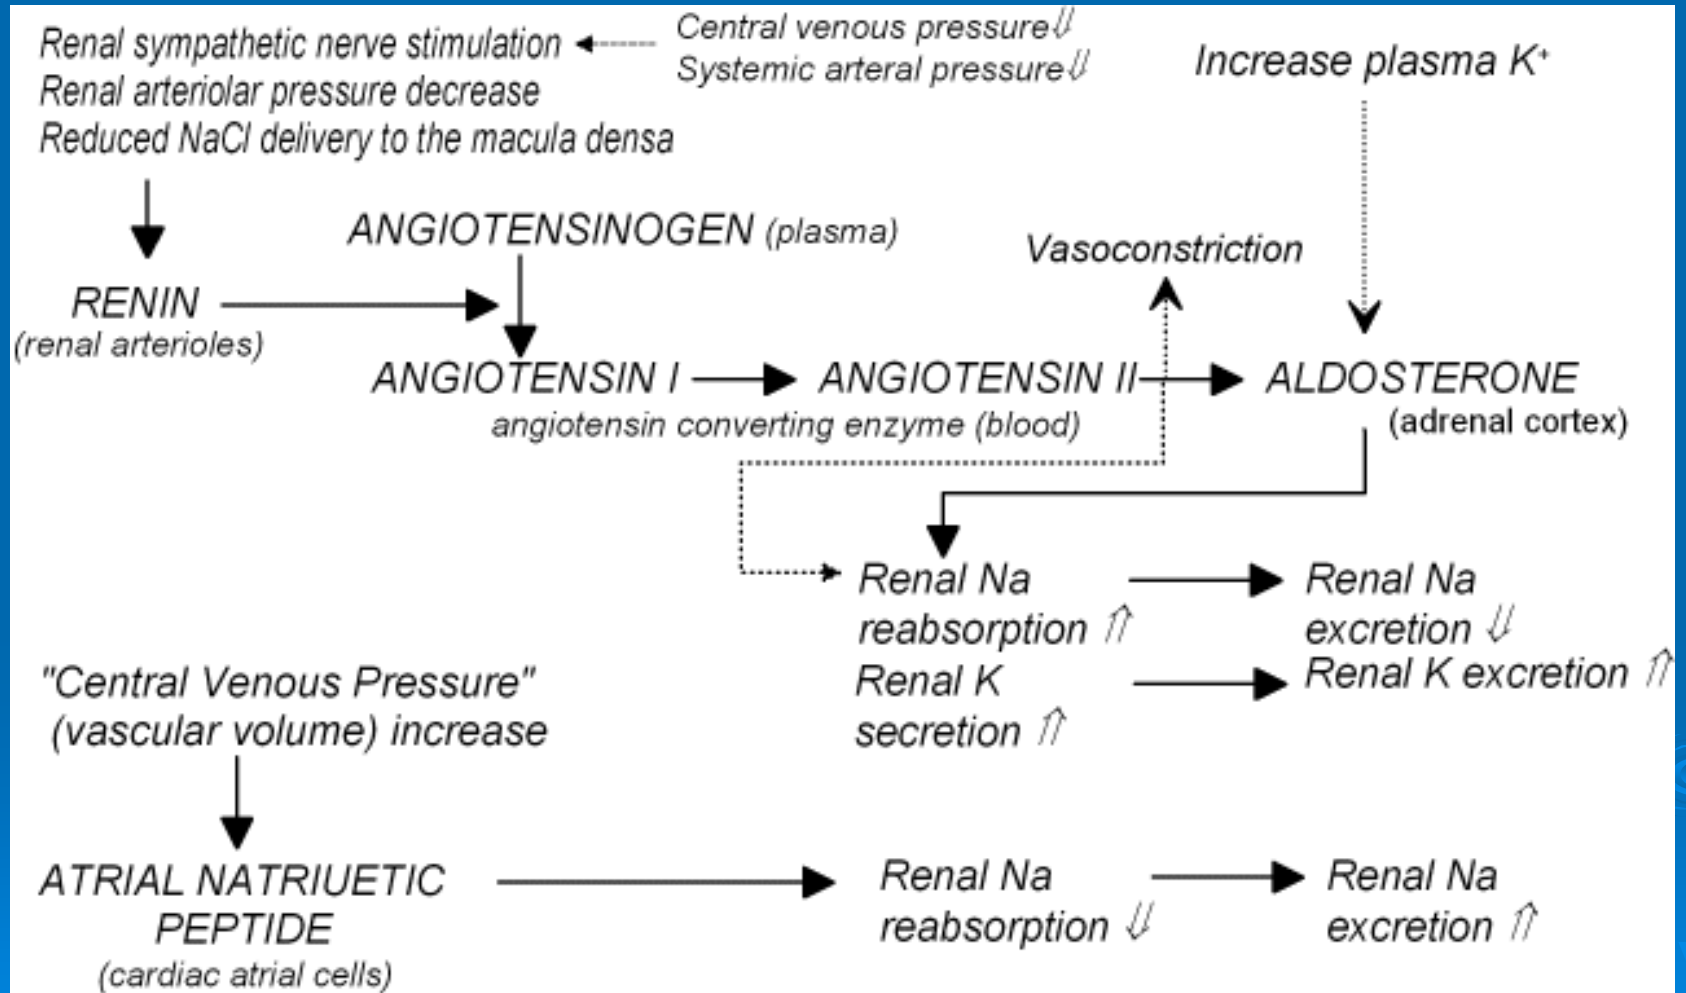 Renal sympathetic nerve stimulation
Renal arteriolar pressure decrease
Reduced NaCl delivery to the macula densa
Central venous pressure⇓
Systemic arteral pressure⇓
Increase plasma K⁺
ANGIOTENSINOGEN (plasma)
Vasoconstriction
RENIN
(renal arterioles)
ANGIOTENSIN I
ANGIOTENSIN II
ALDOSTERONE
angiotensin converting enzyme (blood)
(adrenal cortex)
Renal Na
reabsorption ⇑
Renal Na
excretion ⇓
Renal K
secretion ⇑
Renal K excretion ⇑
"Central Venous Pressure"
(vascular volume) increase
ATRIAL NATRIUETIC
PEPTIDE
(cardiac atrial cells)
Renal Na
reabsorption ⇓
Renal Na
excretion ⇑